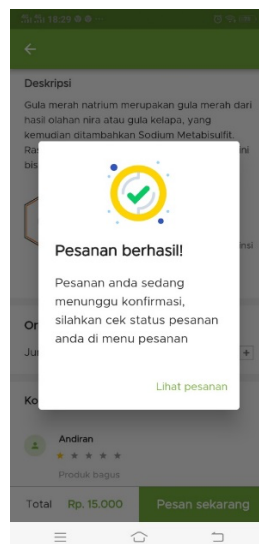 18:29
Deskripsi
Gula merah natrium merupakan gula merah dari
hasil olahan nira atau gula kelapa, yang
kemudian ditambahkan Sodium Metabisulfit.
Pesanan berhasil!
Pesanan anda sedang
menunggu konfirmasi,
silahkan cek status pesanan
anda di menu pesanan
Lihat pesanan
Andiran
Produk bagus
Total Rp. 15.000 Pesan sekarang